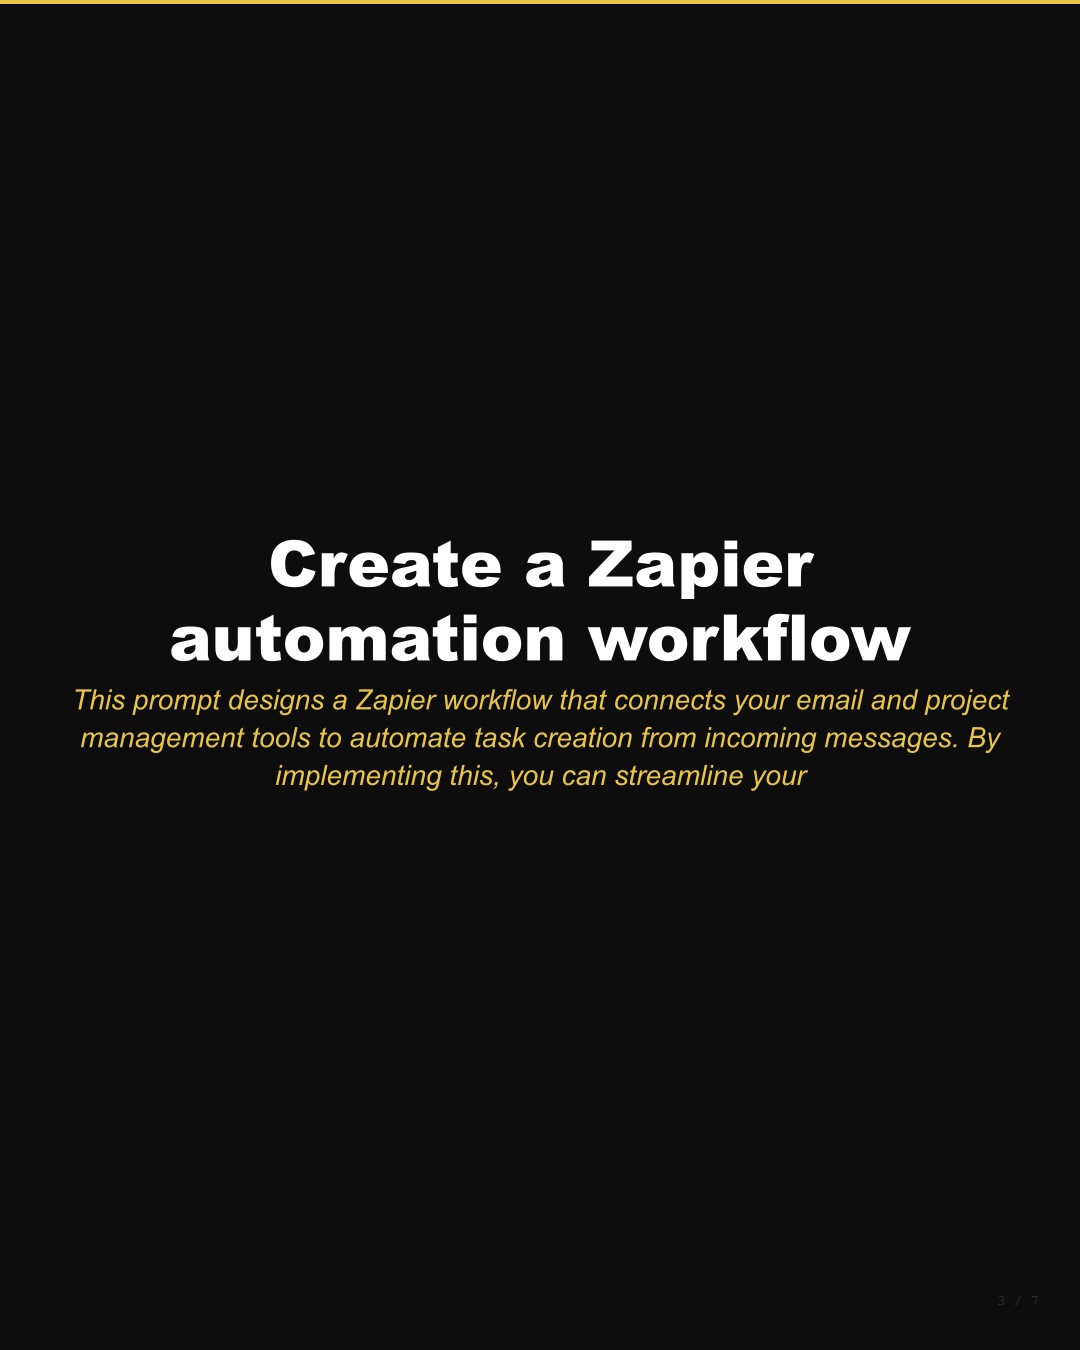 Create a Zapier
automation workflow
This prompt designs a Zapier workflow that connects your email and project
management tools to automate task creation from incoming messages. By
implementing this, you can streamline your
3 / 7